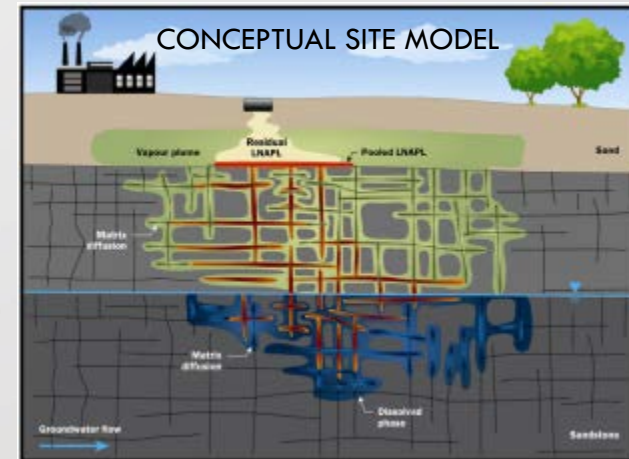 CONCEPTUAL SITE MODEL
Residual
LNAPL
Vapour plume
Pooled LNAPL
Sand
Matrix
diffusion
Matrix
diffusion
Dissolved
phase
Groundwater flow
Sandstone